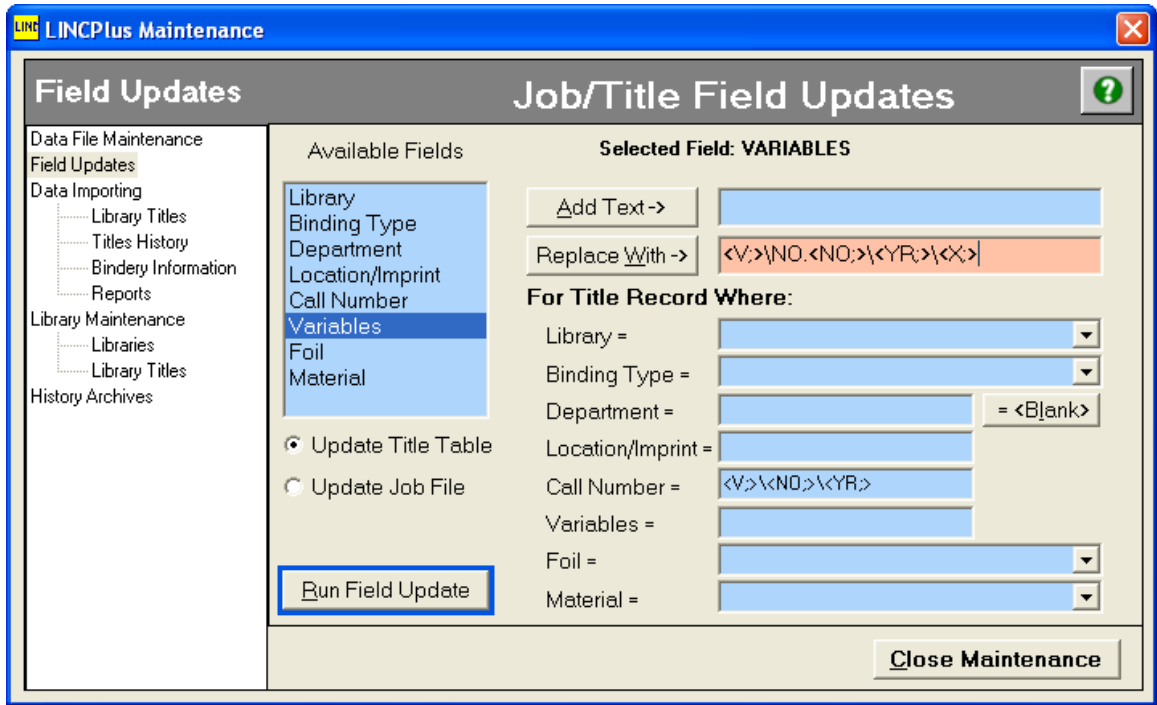 LINC LINCPlus Maintenance
Field Updates
Job/Title Field Updates
?
Data File Maintenance
Field Updates
Data Importing
Library Titles
Titles History
Bindery Information
Reports
Library Maintenance
Libraries
Library Titles
History Archives
Available Fields
Library
Binding Type
Department
Location/Imprint
Call Number
Variables
Foil
Material
Update Title Table
Update Job File
Run Field Update
Selected Field: VARIABLES
Add Text->
Replace With -> <V;>\NO.<NO;>\<YR;>\<X;>
For Title Record Where:
Library =
Binding Type =
Department = = <Blank>
Location/Imprint =
Call Number = <V;>\<NO;>\<YR;>
Variables =
Foil =
Material =
Close Maintenance